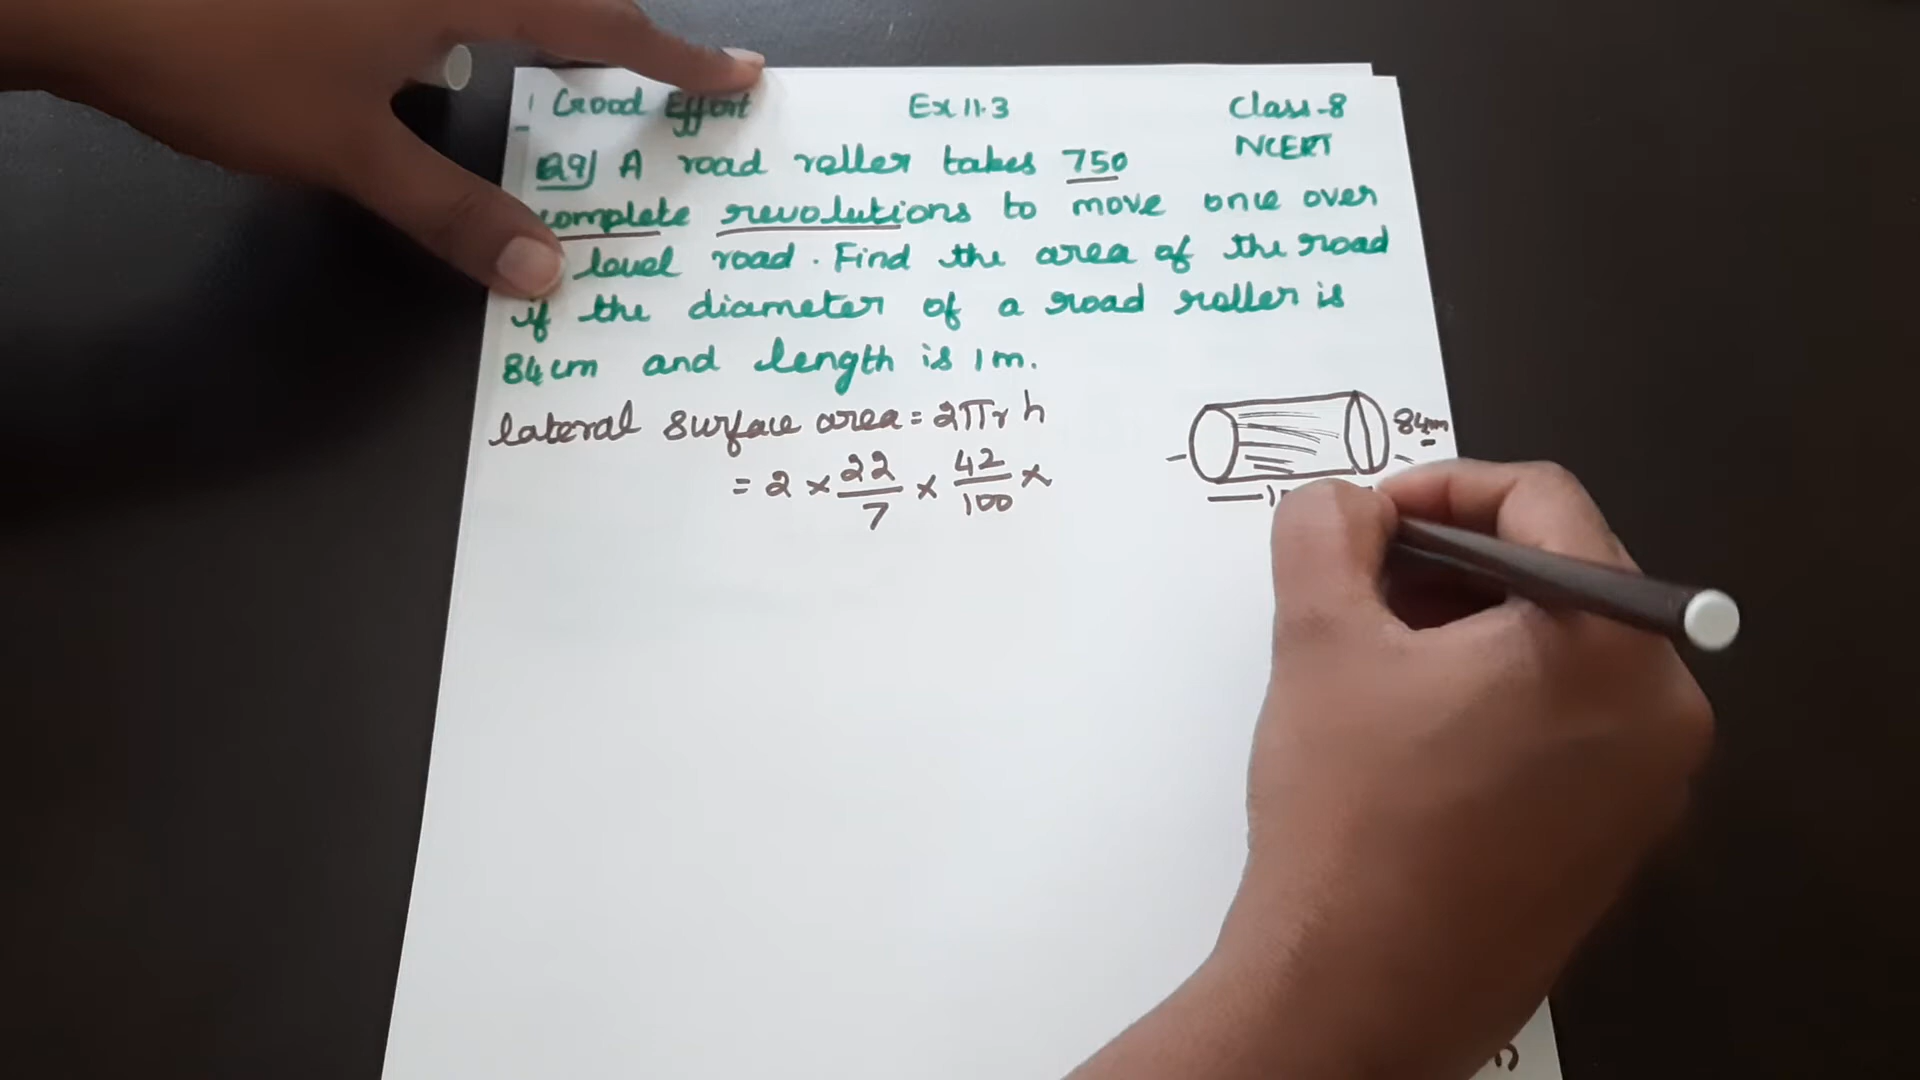 Good Effort Ex 11.3 Class-8
NCERT
Q9) A road roller takes 750
complete revolutions to move once over
level road. Find the area of the road
if the diameter of a road roller is
84cm and length is 1m.
lateral surface area = 2πrh
= 2 × 22/7 × 42/100 ×
84cm